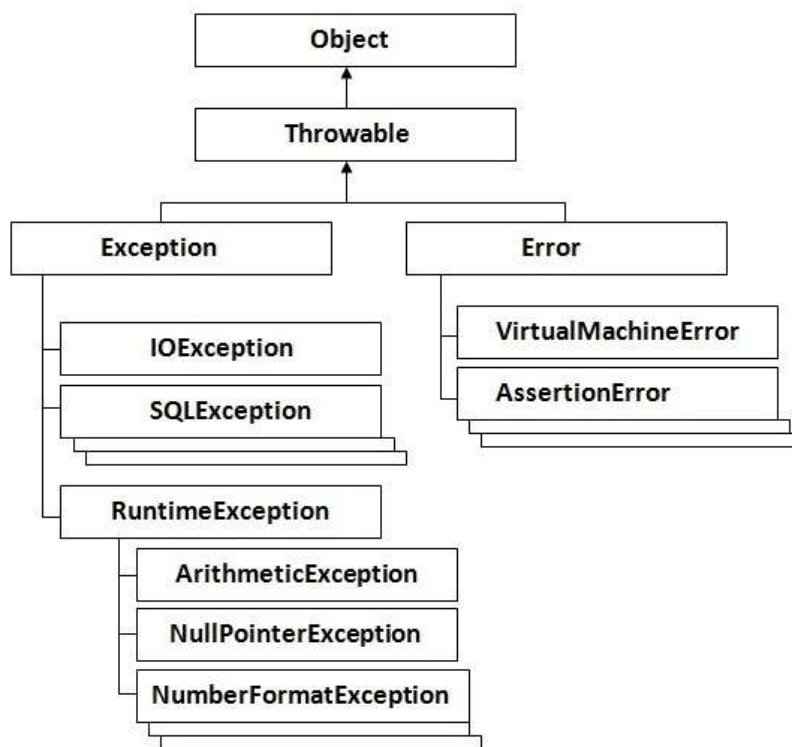 Object
Throwable
Exception
Error
IOException
SQLException
RuntimeException
ArithmeticException
NullPointerException
NumberFormatException
VirtualMachineError
AssertionError